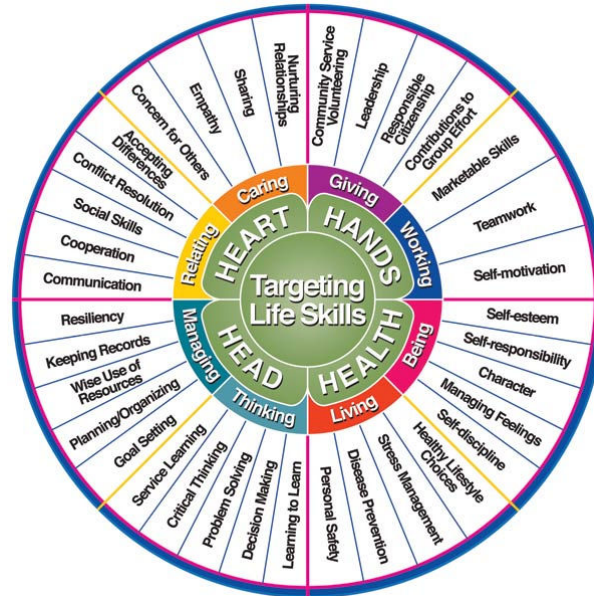 Targeting
Life Skills
HEART
HANDS
HEALTH
HEAD
Caring
Giving
Working
Being
Living
Thinking
Managing
Relating
Nurturing
Relationships
Sharing
Empathy
Concern for Others
Community Service
Volunteering
Leadership
Responsible
Citizenship
Contributions to
Group Effort
Marketable Skills
Teamwork
Self-motivation
Self-esteem
Self-responsibility
Character
Managing Feelings
Self-discipline
Healthy Lifestyle
Choices
Stress Management
Disease Prevention
Personal Safety
Learning to Learn
Decision Making
Problem Solving
Critical Thinking
Service Learning
Goal Setting
Planning/Organizing
Wise Use of
Resources
Keeping Records
Resiliency
Communication
Cooperation
Social Skills
Conflict Resolution
Accepting
Differences